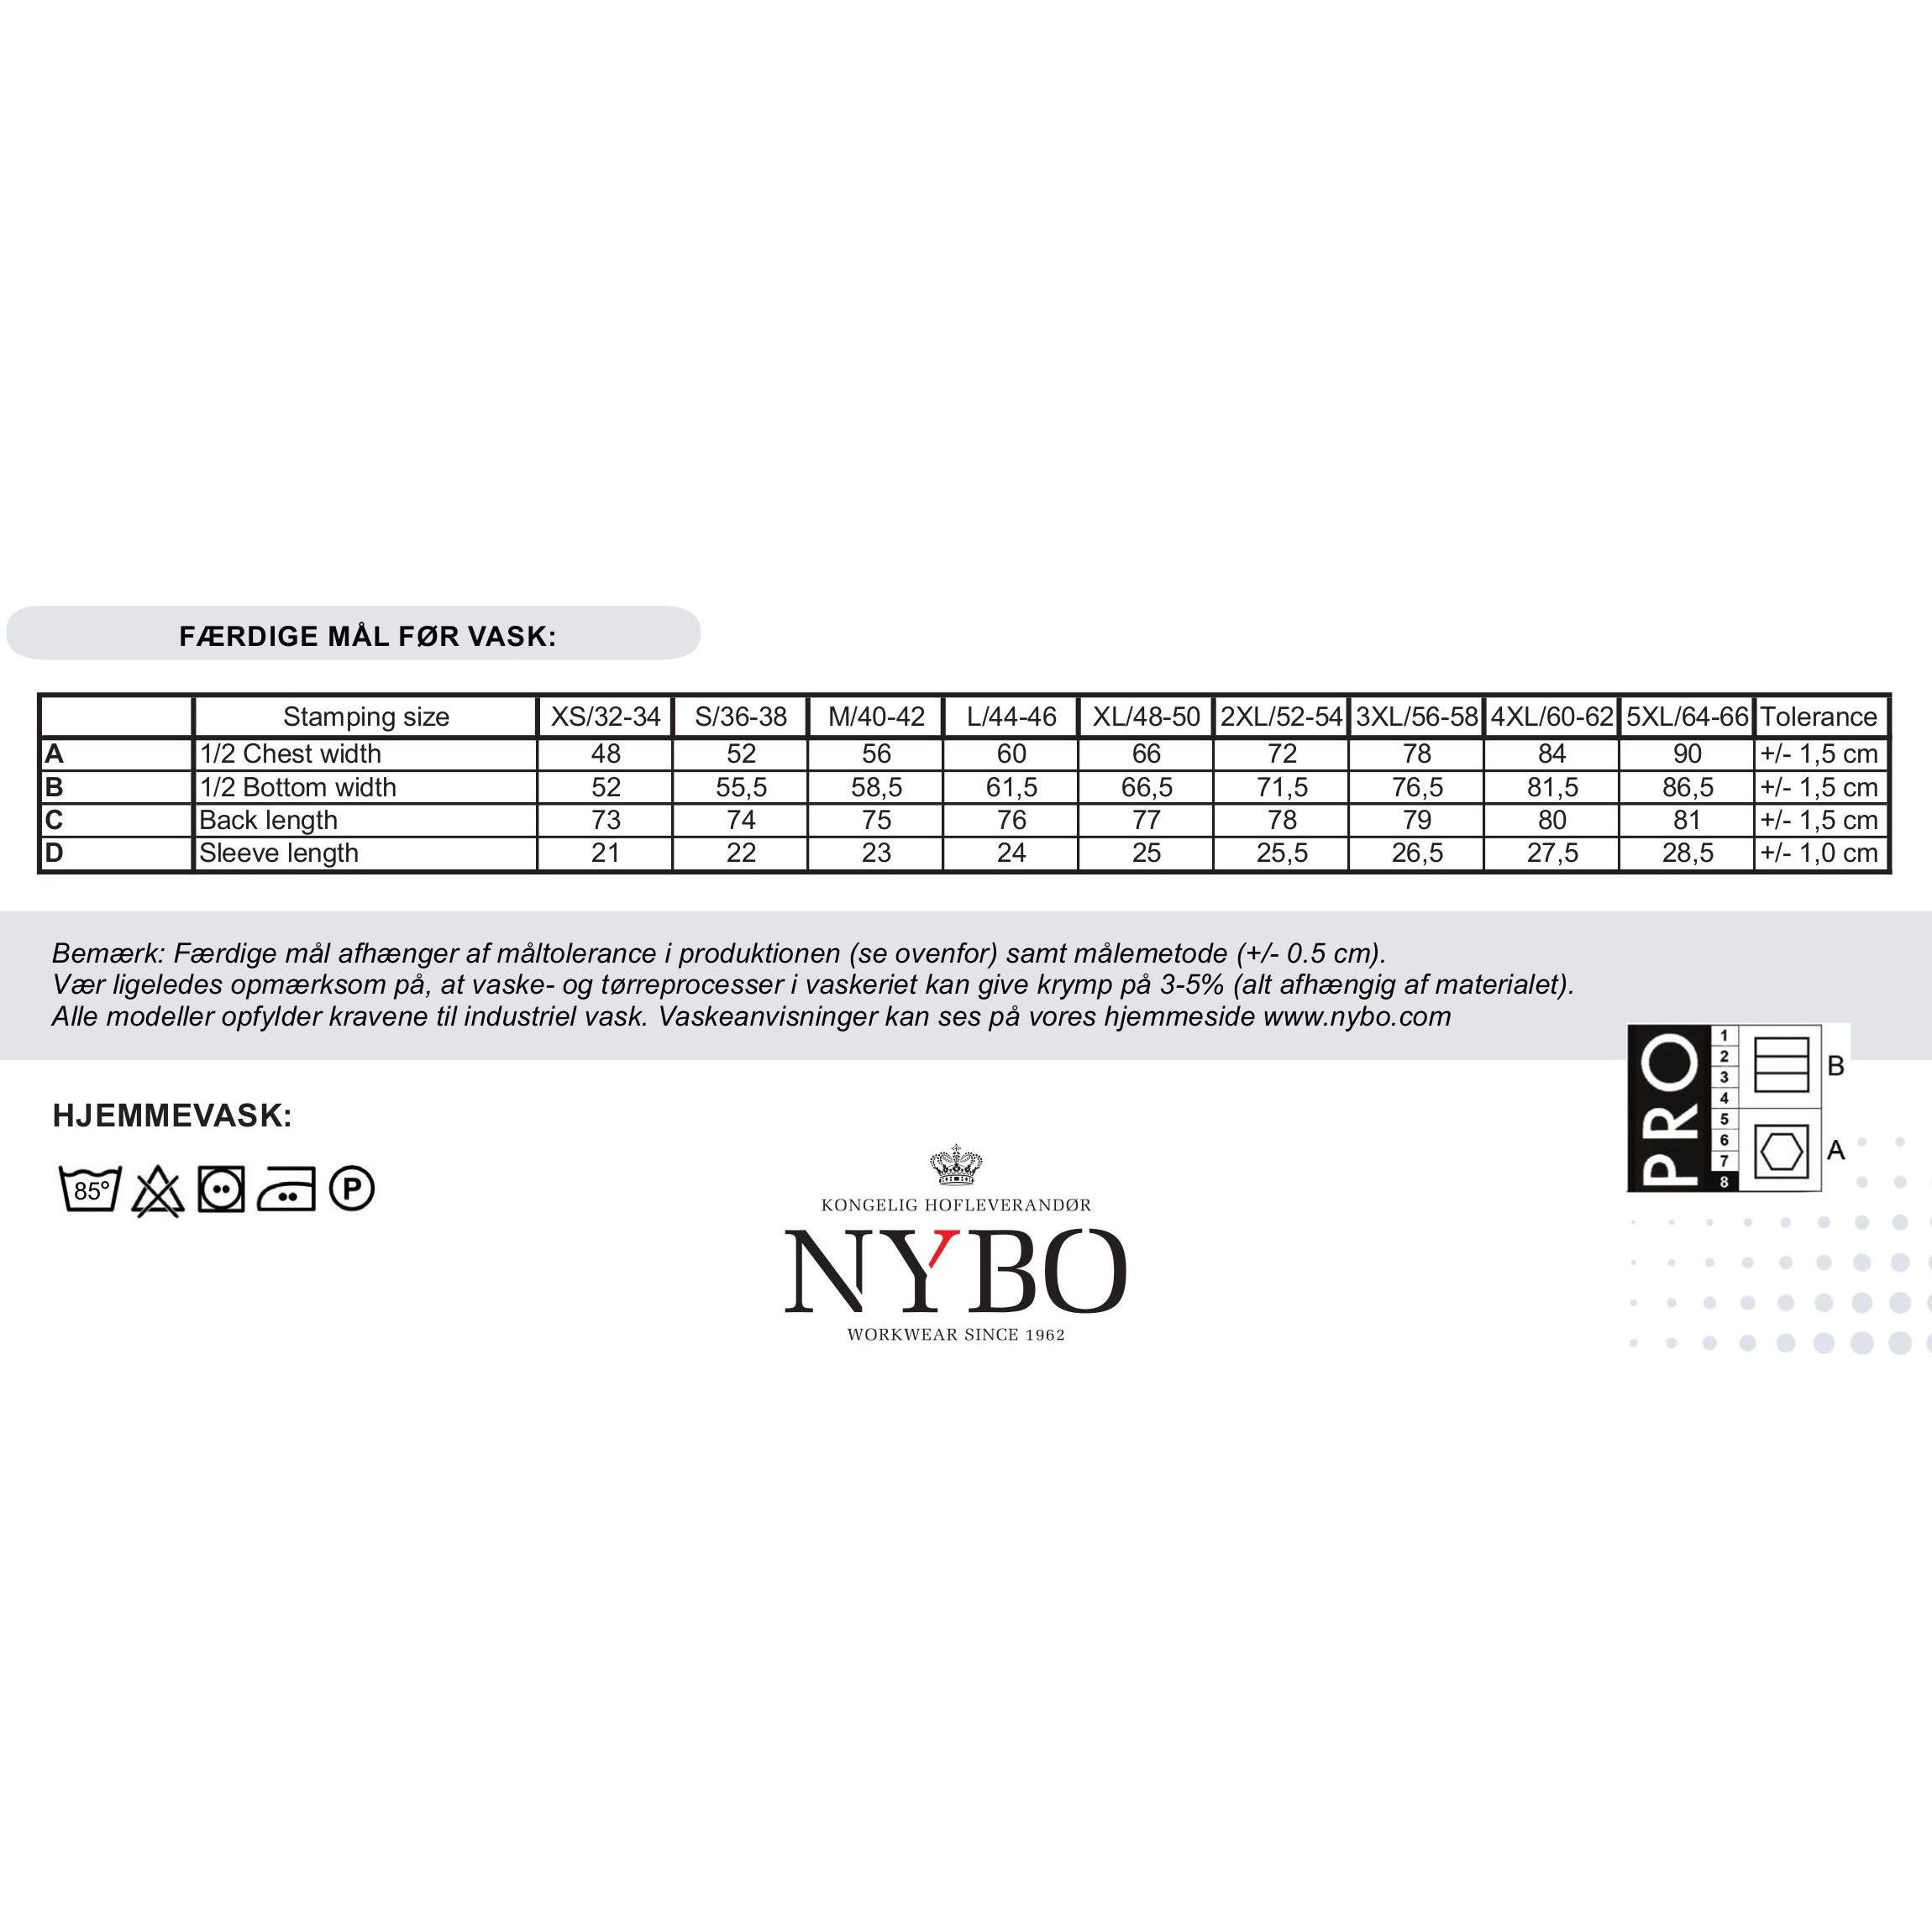 FÆRDIGE MÅL FØR VASK:
Stamping size XS/32-34 S/36-38 M/40-42 L/44-46 XL/48-50 2XL/52-54 3XL/56-58 4XL/60-62 5XL/64-66 Tolerance
A 1/2 Chest width 48 52 56 60 66 72 78 84 90 +/- 1,5 cm
B 1/2 Bottom width 52 55,5 58,5 61,5 66,5 71,5 76,5 81,5 86,5 +/- 1,5 cm
C Back length 73 74 75 76 77 78 79 80 81 +/- 1,5 cm
D Sleeve length 21 22 23 24 25 25,5 26,5 27,5 28,5 +/- 1,0 cm
Bemærk: Færdige mål afhænger af måltolerance i produktionen (se ovenfor) samt målemetode (+/- 0.5 cm).
Vær ligeledes opmærksom på, at vaske- og tørreprocesser i vaskeriet kan give krymp på 3-5% (alt afhængig af materialet).
Alle modeller opfylder kravene til industriel vask. Vaskeanvisninger kan ses på vores hjemmeside www.nybo.com
PRO
1
2
3
4
5
6
7
8
B
A
HJEMMEVASK:
85° P
KONGELIG HOFLEVERANDØR
NYBO
WORKWEAR SINCE 1962